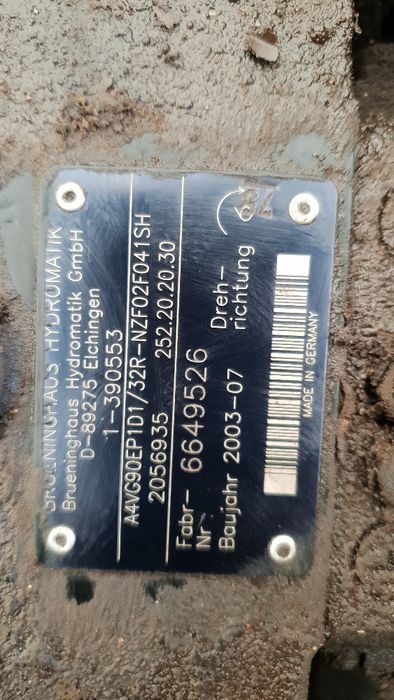 BRUENINGHAUS HYDROMATIK
Brueninghaus Hydromatik GmbH
D-89275 Elchingen
1-390553
A4VG90EP1D1/32R-NZF02F041SH
2056935 252.20.20.30
Fabr-
Nr 6649526
Dreh-
richtung
Baujahr 2003-07
MADE IN GERMANY